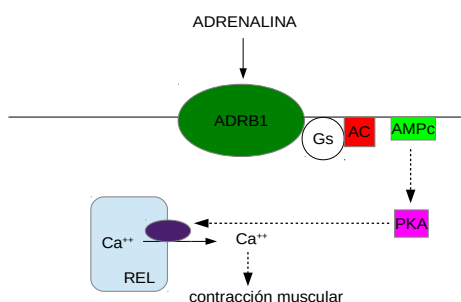 ADRENALINA
ADRB1
Gs
AC
AMPc
PKA
Ca⁺⁺
Ca⁺⁺
REL
contracción muscular